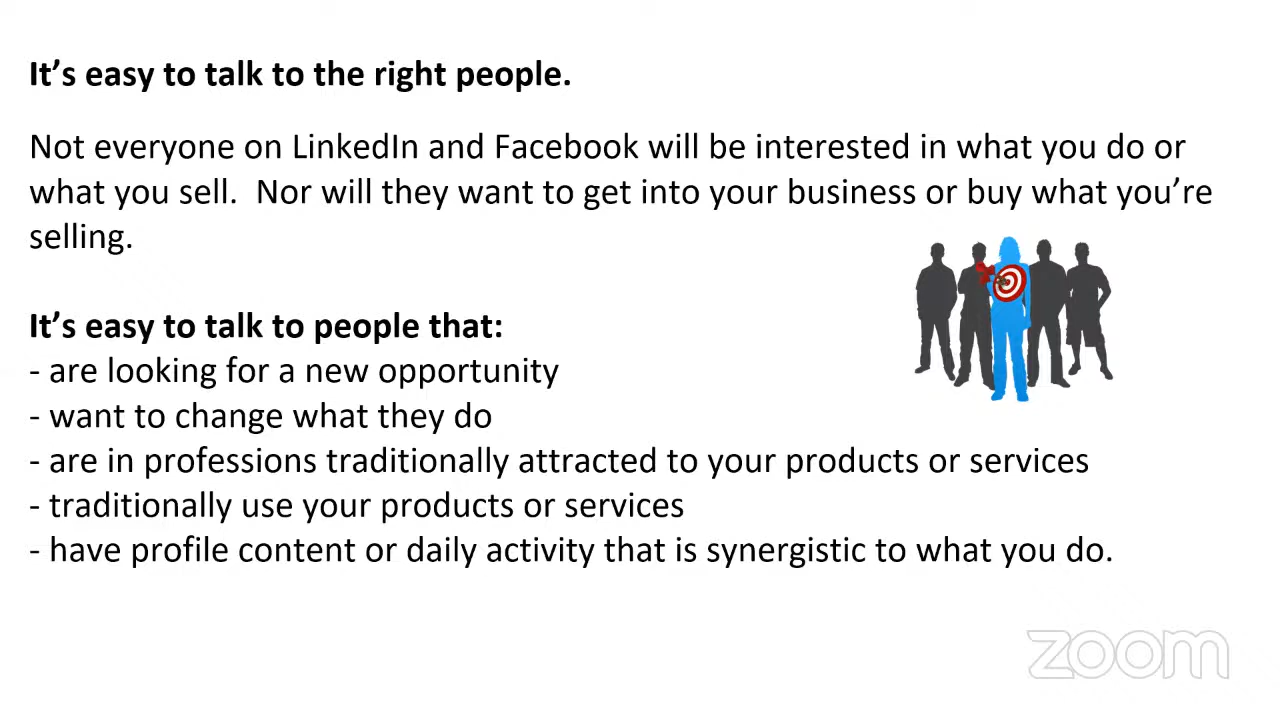 It’s easy to talk to the right people.
Not everyone on LinkedIn and Facebook will be interested in what you do or
what you sell.  Nor will they want to get into your business or buy what you’re
selling.
It’s easy to talk to people that:
- are looking for a new opportunity
- want to change what they do
- are in professions traditionally attracted to your products or services
- traditionally use your products or services
- have profile content or daily activity that is synergistic to what you do.
zoom